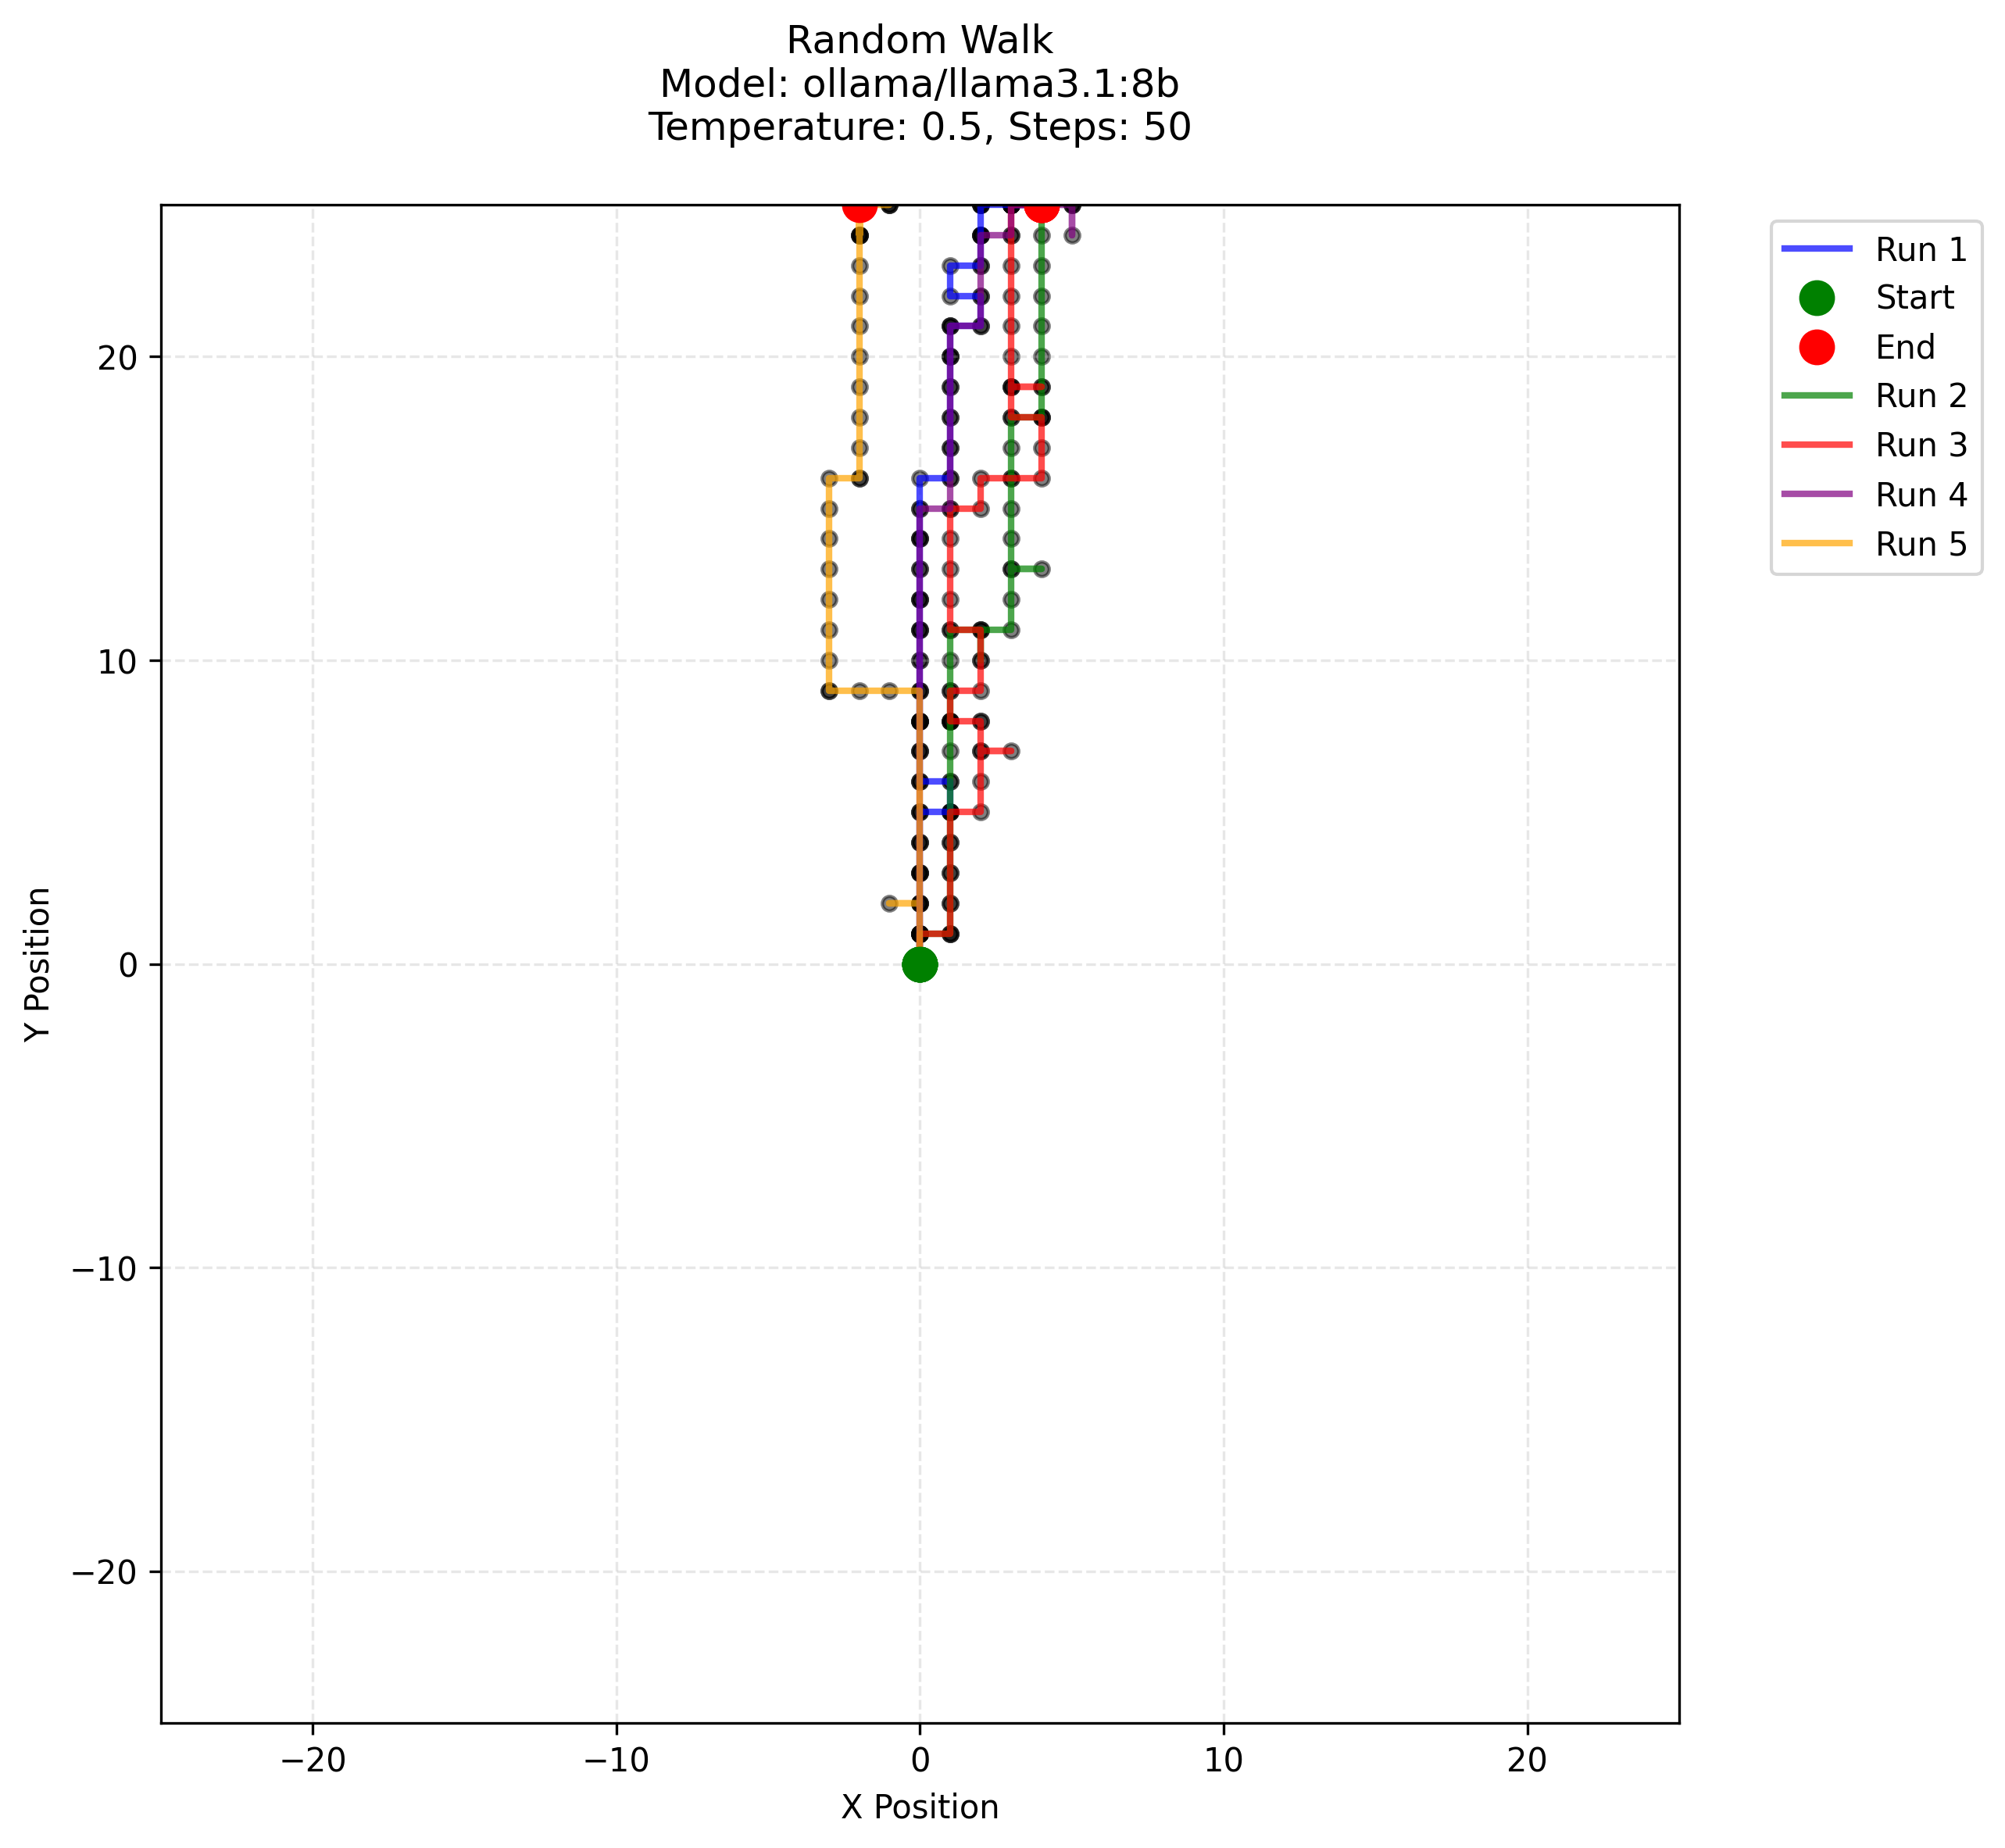 Random Walk
Model: ollama/llama3.1:8b
Temperature: 0.5, Steps: 50
Run 1
Start
End
Run 2
Run 3
Run 4
Run 5
Y Position
20
10
0
−10
−20
−20
−10
0
10
20
X Position